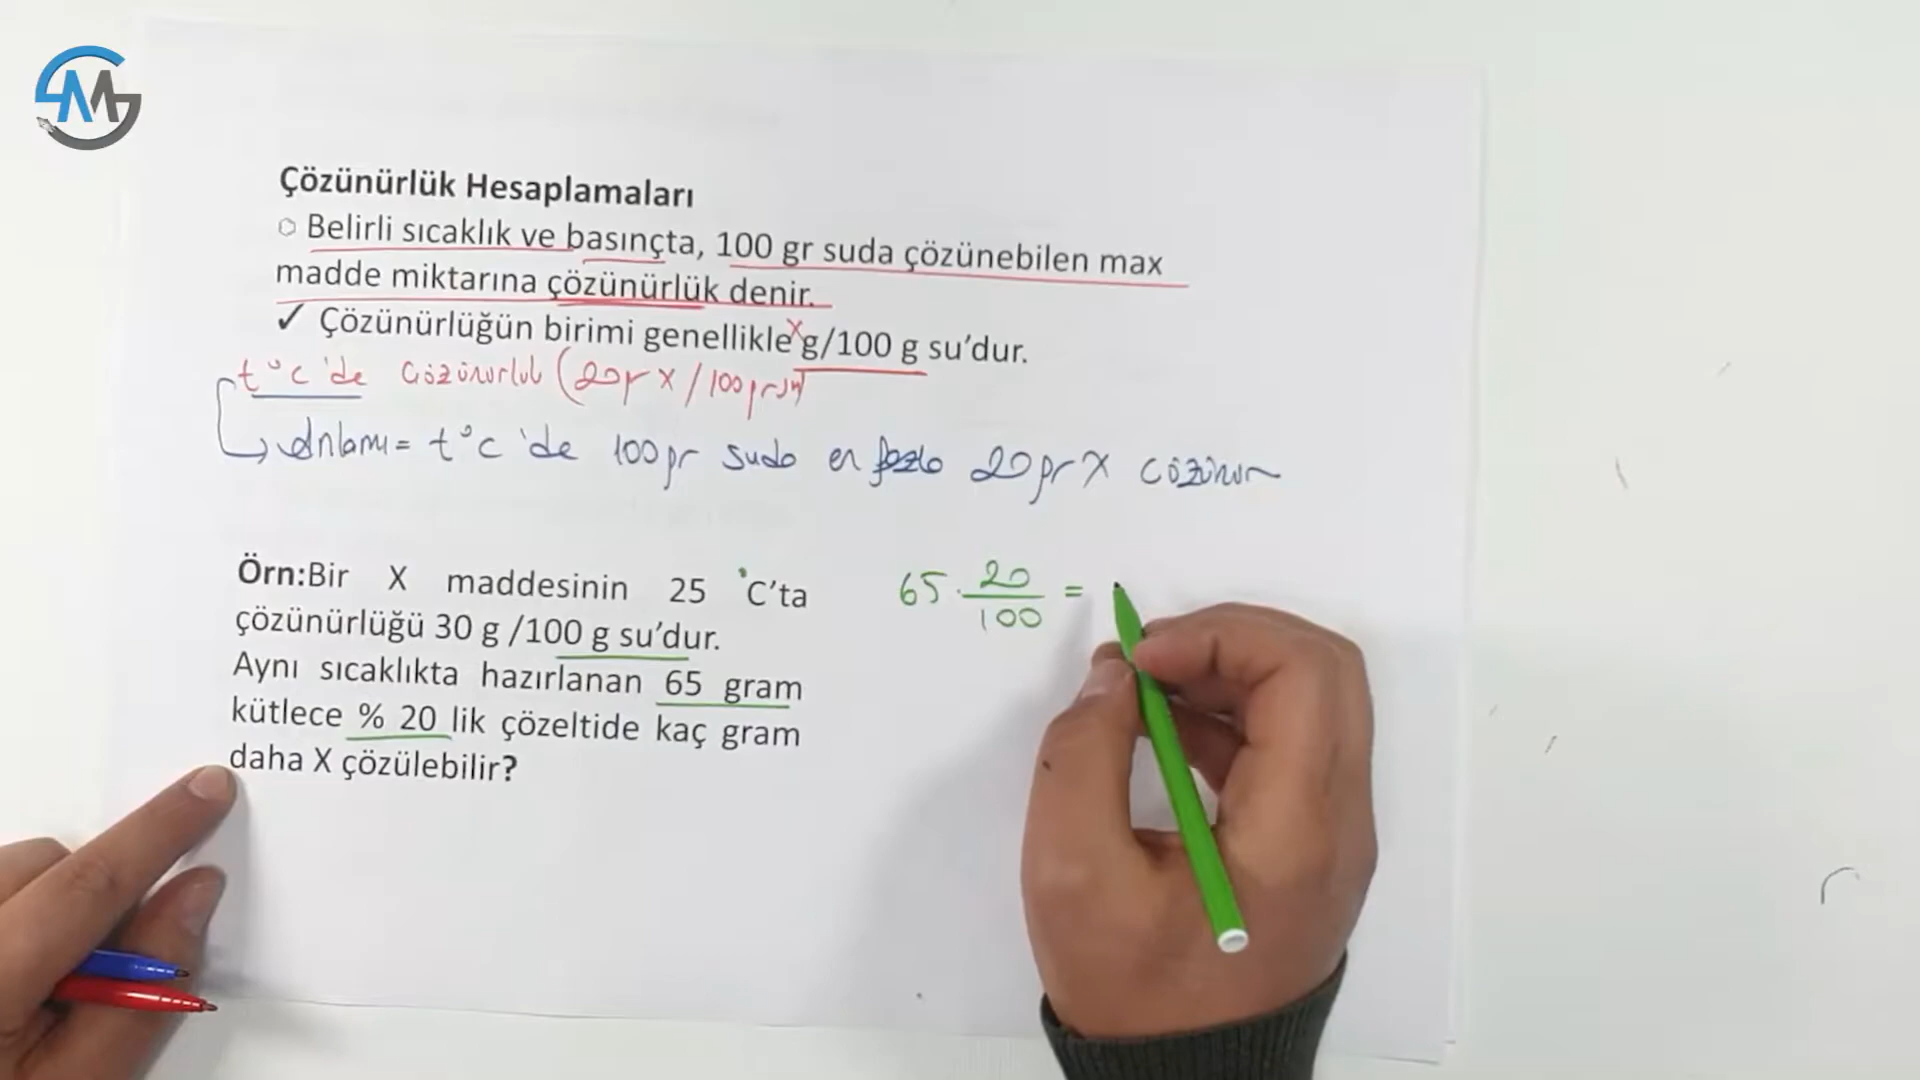 Çözünürlük Hesaplamaları
Belirli sıcaklık ve basınçta, 100 gr suda çözünebilen max
madde miktarına çözünürlük denir.
✓ Çözünürlüğün birimi genellikle g/100 g su'dur.
x
t°c 'de çözünürlük (20gr x / 100gr su)
Anlamı = t°c 'de 100gr suda en fazla 20gr X çözünür
Örn:Bir X maddesinin 25 °C'ta
çözünürlüğü 30 g /100 g su'dur.
Aynı sıcaklıkta hazırlanan 65 gram
kütlece % 20 lik çözeltide kaç gram
daha X çözülebilir?
65 · 20/100 =